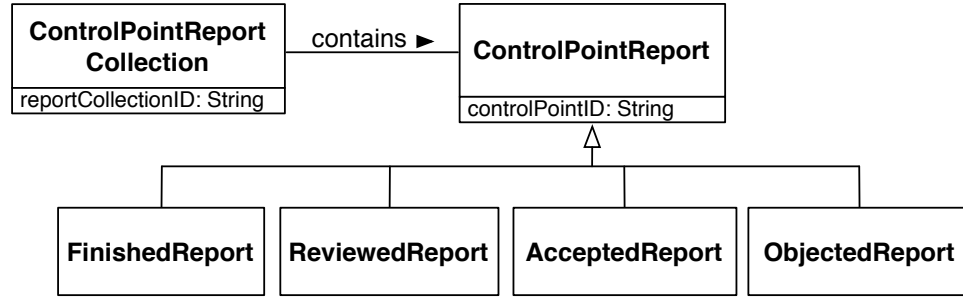 ControlPointReport
Collection
reportCollectionID: String
contains ►
ControlPointReport
controlPointID: String
FinishedReport
ReviewedReport
AcceptedReport
ObjectedReport